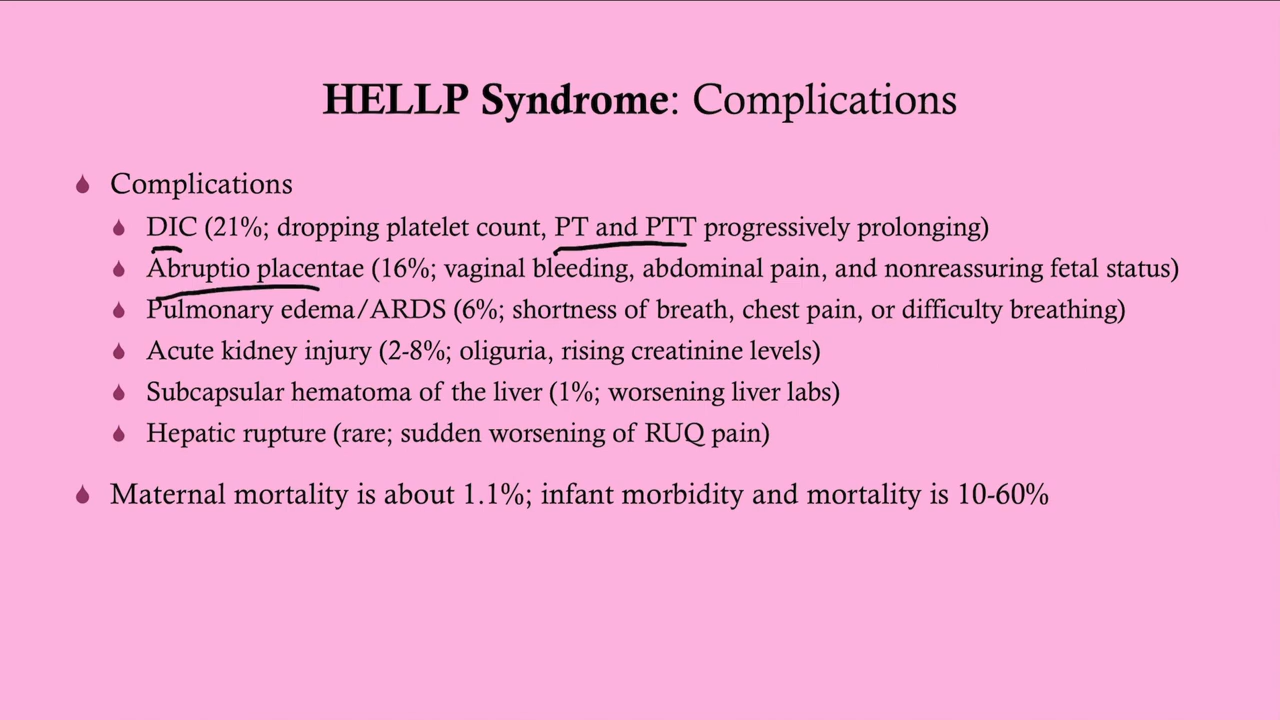 HELLP Syndrome: Complications
Complications
DIC (21%; dropping platelet count, PT and PTT progressively prolonging)
Abruptio placentae (16%; vaginal bleeding, abdominal pain, and nonreassuring fetal status)
Pulmonary edema/ARDS (6%; shortness of breath, chest pain, or difficulty breathing)
Acute kidney injury (2-8%; oliguria, rising creatinine levels)
Subcapsular hematoma of the liver (1%; worsening liver labs)
Hepatic rupture (rare; sudden worsening of RUQ pain)
Maternal mortality is about 1.1%; infant morbidity and mortality is 10-60%